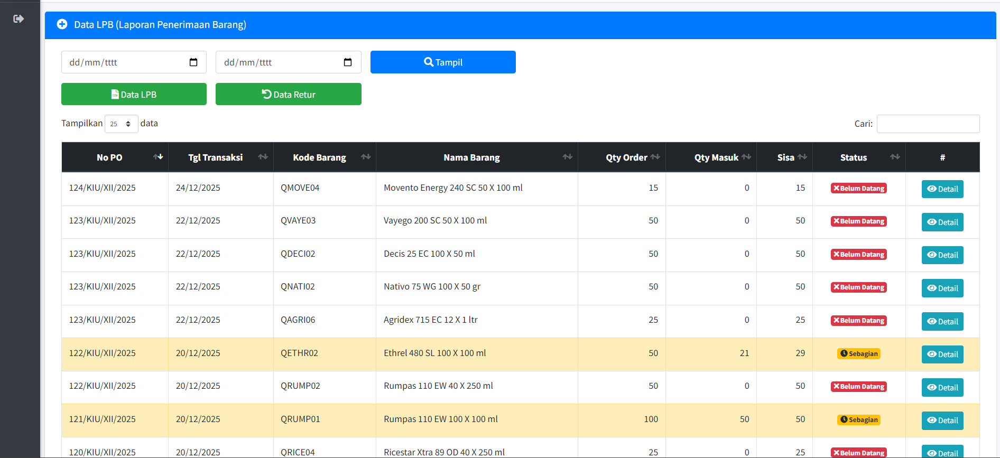 Data LPB (Laporan Penerimaan Barang)
dd/mm/tttt dd/mm/tttt Tampil
Data LPB Data Retur
Tampilkan 25 data Cari:
No PO Tgl Transaksi Kode Barang Nama Barang Qty Order Qty Masuk Sisa Status #
124/KIU/XII/2025 24/12/2025 QMOVE04 Movento Energy 240 SC 50 X 100 ml 15 0 15 Belum Datang Detail
123/KIU/XII/2025 22/12/2025 QVAYE03 Vayego 200 SC 50 X 100 ml 50 0 50 Belum Datang Detail
123/KIU/XII/2025 22/12/2025 QDECI02 Decis 25 EC 100 X 50 ml 50 0 50 Belum Datang Detail
123/KIU/XII/2025 22/12/2025 QNATI02 Nativo 75 WG 100 X 50 gr 50 0 50 Belum Datang Detail
123/KIU/XII/2025 22/12/2025 QAGRI06 Agridex 715 EC 12 X 1 ltr 25 0 25 Belum Datang Detail
122/KIU/XII/2025 20/12/2025 QETHR02 Ethrel 480 SL 100 X 100 ml 50 21 29 Sebagian Detail
122/KIU/XII/2025 20/12/2025 QRUMP02 Rumpas 110 EW 40 X 250 ml 50 0 50 Belum Datang Detail
121/KIU/XII/2025 20/12/2025 QRUMP01 Rumpas 110 EW 100 X 100 ml 100 50 50 Sebagian Detail
120/KIU/XII/2025 20/12/2025 QRICE04 Ricestar Xtra 89 OD 40 X 250 ml 25 0 25 Belum Datang Detail